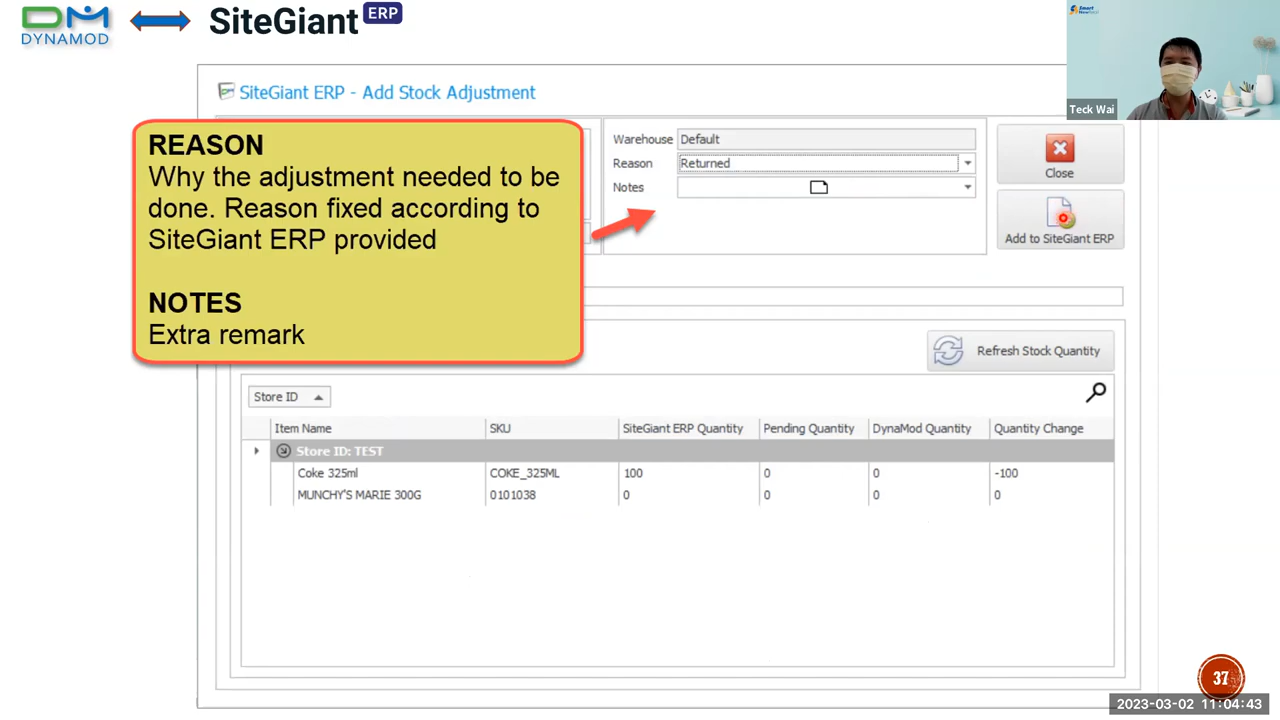 DM
DYNAMOD
SiteGiant ERP
Smart
Teck Wai
SiteGiant ERP - Add Stock Adjustment
REASON
Why the adjustment needed to be
done. Reason fixed according to
SiteGiant ERP provided
NOTES
Extra remark
Warehouse Default
Reason Returned
Notes
Close
Add to SiteGiant ERP
Refresh Stock Quantity
Store ID
Item Name SKU SiteGiant ERP Quantity Pending Quantity DynaMod Quantity Quantity Change
Store ID: TEST
Coke 325ml COKE_325ML 100 0 0 -100
MUNCHY'S MARIE 300G 0101038 0 0 0 0
37
2023-03-02 11:04:43